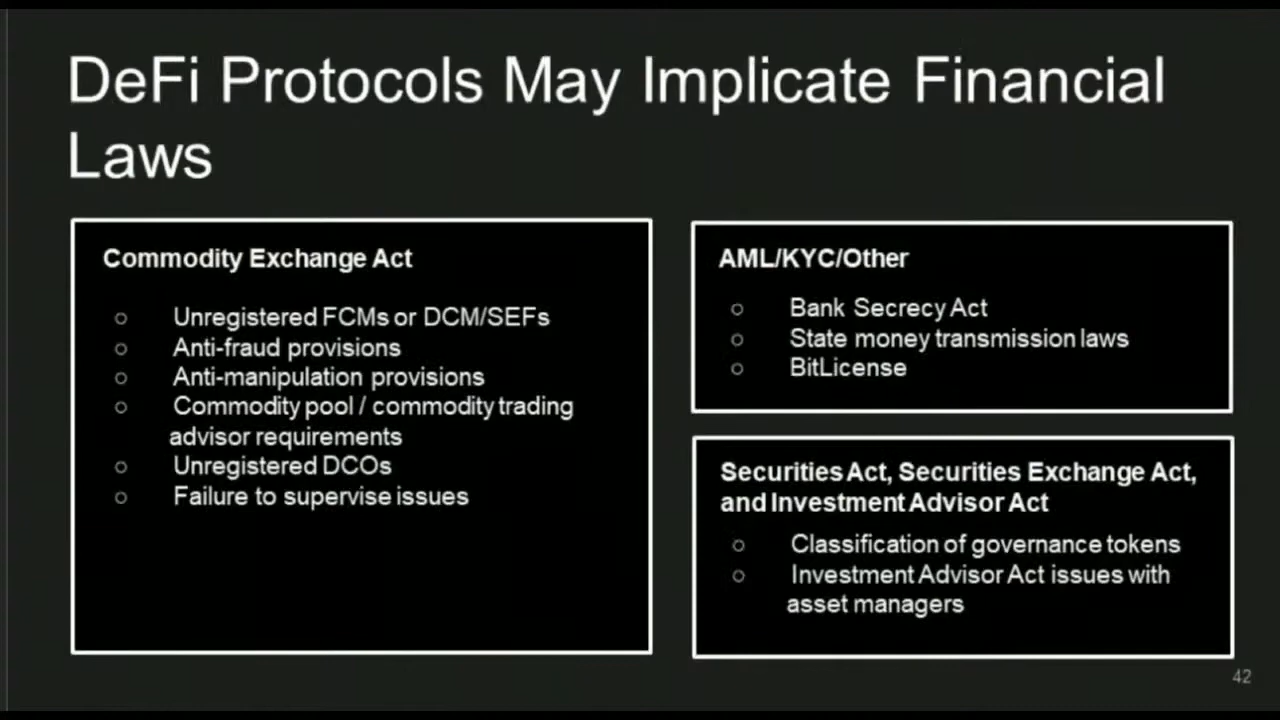 DeFi Protocols May Implicate Financial
Laws
Commodity Exchange Act
○ Unregistered FCMs or DCM/SEFs
○ Anti-fraud provisions
○ Anti-manipulation provisions
○ Commodity pool / commodity trading
advisor requirements
○ Unregistered DCOs
○ Failure to supervise issues
AML/KYC/Other
○ Bank Secrecy Act
○ State money transmission laws
○ BitLicense
Securities Act, Securities Exchange Act,
and Investment Advisor Act
○ Classification of governance tokens
○ Investment Advisor Act issues with
asset managers
42